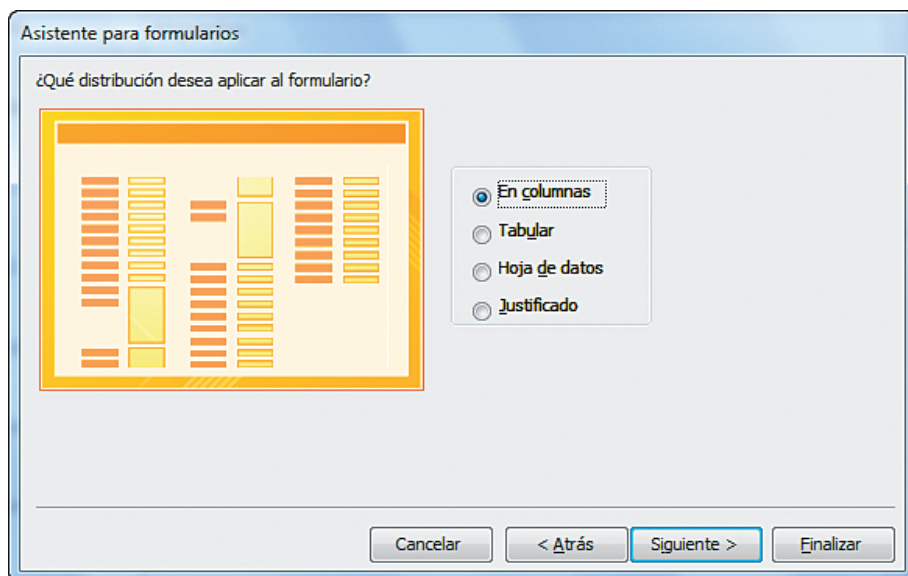 Asistente para formularios
¿Qué distribución desea aplicar al formulario?
En columnas
Tabular
Hoja de datos
Justificado
Cancelar
< Atrás
Siguiente >
Finalizar